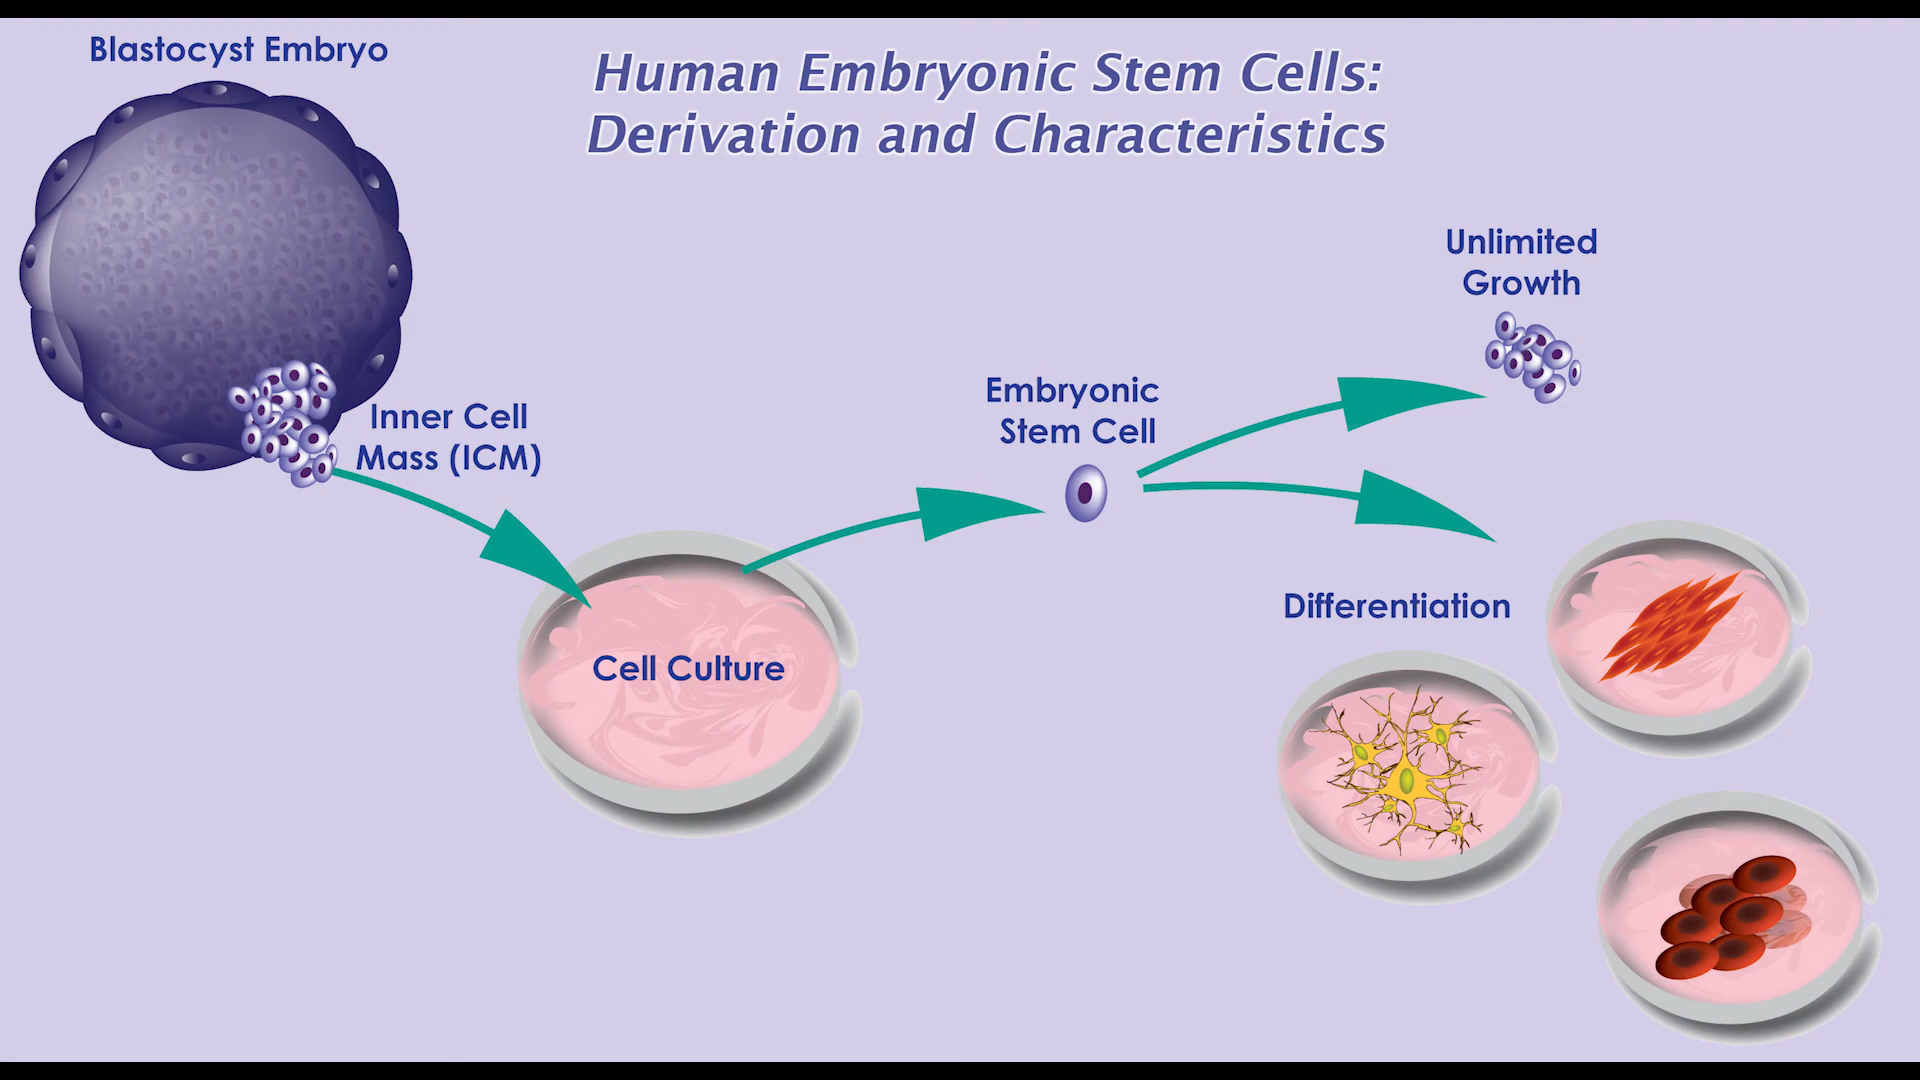 Blastocyst Embryo
Human Embryonic Stem Cells:
Derivation and Characteristics
Inner Cell
Mass (ICM)
Cell Culture
Embryonic
Stem Cell
Unlimited
Growth
Differentiation